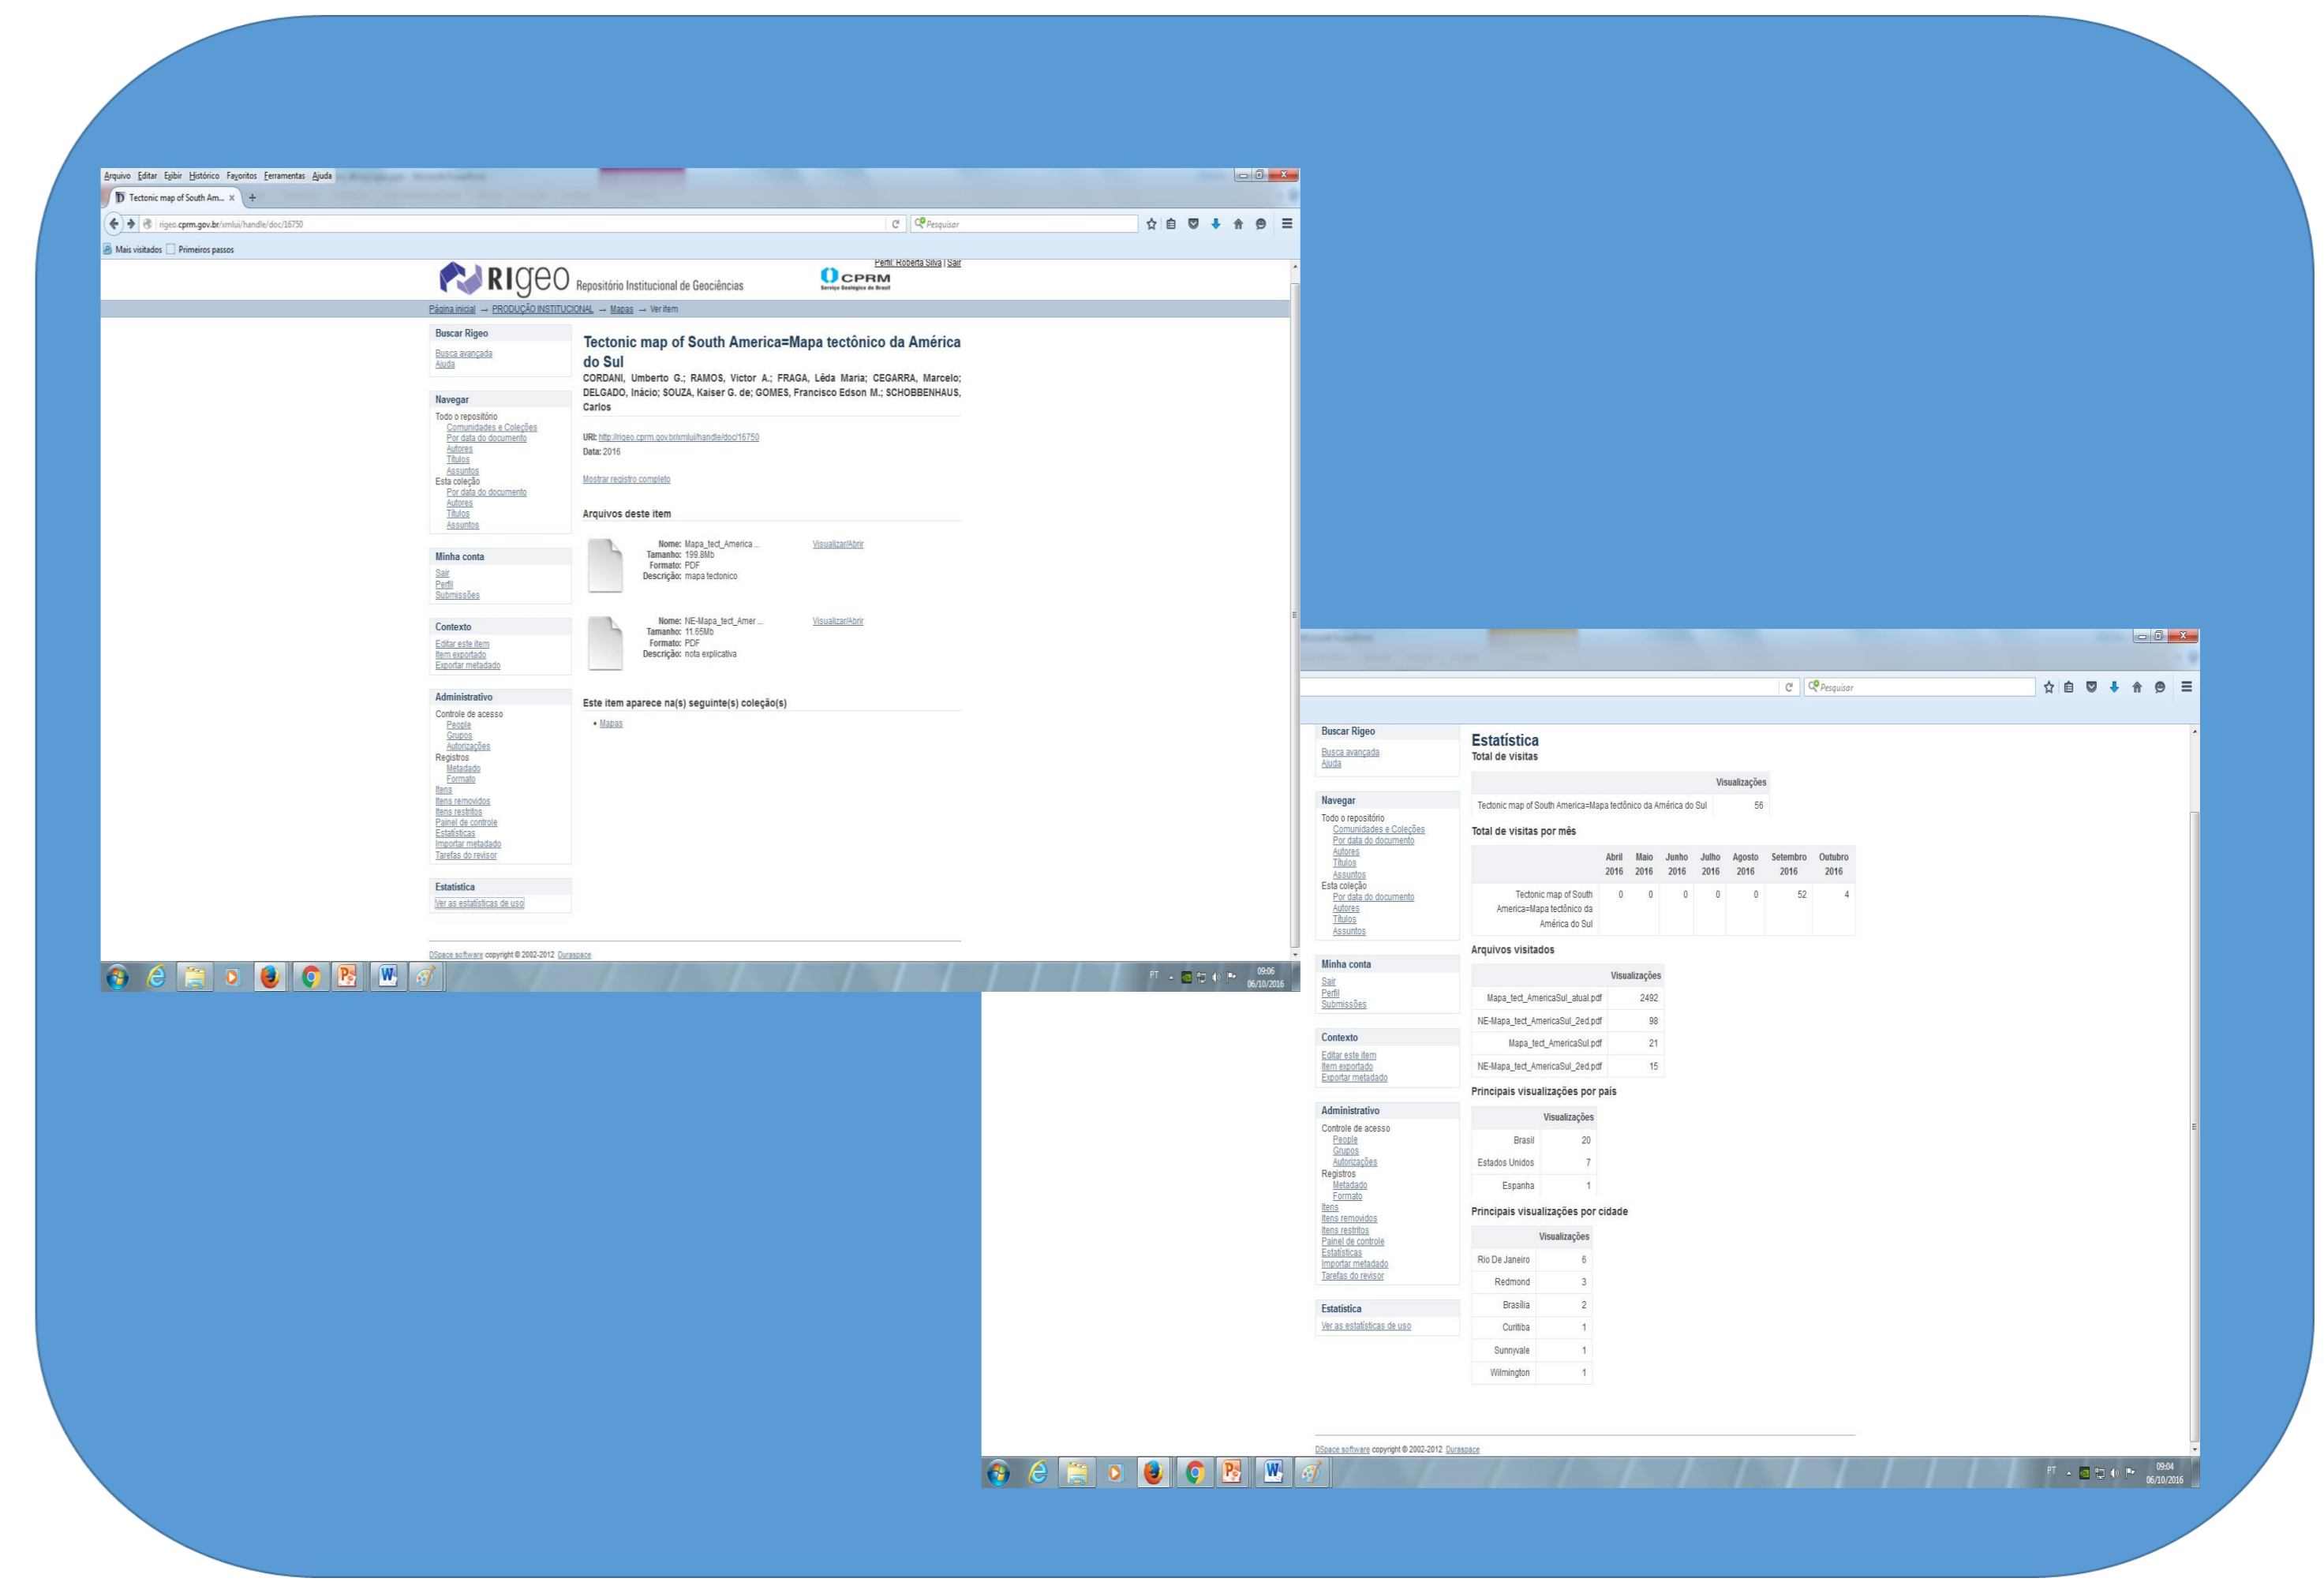 Arquivo Editar Exibir Histórico Favoritos Ferramentas Ajuda
Tectonic map of South Am... x +
rigeo.cprm.gov.br/xmlui/handle/doc/16750
Pesquisar
Mais visitados Primeiros passos
Perfil: Roberta Silva | Sair
RIgeo Repositório Institucional de Geociências
CPRM
Serviço Geológico do Brasil
Página inicial → PRODUÇÃO INSTITUCIONAL → Mapas → Ver item
Buscar Rigeo
Busca avançada
Ajuda
Navegar
Todo o repositório
Comunidades e Coleções
Por data do documento
Autores
Títulos
Assuntos
Esta coleção
Por data do documento
Autores
Títulos
Assuntos
Minha conta
Sair
Perfil
Submissões
Contexto
Editar este item
Item exportado
Exportar metadado
Administrativo
Controle de acesso
People
Grupos
Autorizações
Registros
Metadado
Formato
Itens
Itens removidos
Itens restritos
Painel de controle
Estatísticas
Importar metadado
Tarefas do revisor
Estatística
Ver as estatísticas de uso
Tectonic map of South America=Mapa tectônico da América
do Sul
CORDANI, Umberto G.; RAMOS, Victor A.; FRAGA, Lêda Maria; CEGARRA, Marcelo;
DELGADO, Inácio; SOUZA, Kaiser G. de; GOMES, Francisco Edson M.; SCHOBBENHAUS,
Carlos
URI: http://rigeo.cprm.gov.br/xmlui/handle/doc/16750
Data: 2016
Mostrar registro completo
Arquivos deste item
Nome: Mapa_tect_America ... Visualizar/Abrir
Tamanho: 199.8Mb
Formato: PDF
Descrição: mapa tectonico
Nome: NE-Mapa_tect_Amer ... Visualizar/Abrir
Tamanho: 11.65Mb
Formato: PDF
Descrição: nota explicativa
Este item aparece na(s) seguinte(s) coleção(s)
• Mapas
DSpace software copyright © 2002-2012 Duraspace
PT 09:06
06/10/2016
Pesquisar
Buscar Rigeo
Busca avançada
Ajuda
Navegar
Todo o repositório
Comunidades e Coleções
Por data do documento
Autores
Títulos
Assuntos
Esta coleção
Por data do documento
Autores
Títulos
Assuntos
Minha conta
Sair
Perfil
Submissões
Contexto
Editar este item
Item exportado
Exportar metadado
Administrativo
Controle de acesso
People
Grupos
Autorizações
Registros
Metadado
Formato
Itens
Itens removidos
Itens restritos
Painel de controle
Estatísticas
Importar metadado
Tarefas do revisor
Estatística
Ver as estatísticas de uso
Estatística
Total de visitas
Visualizações
Tectonic map of South America=Mapa tectônico da América do Sul 56
Total de visitas por mês
Abril Maio Junho Julho Agosto Setembro Outubro
2016 2016 2016 2016 2016 2016 2016
Tectonic map of South 0 0 0 0 0 52 4
America=Mapa tectônico da
América do Sul
Arquivos visitados
Visualizações
Mapa_tect_AmericaSul_atual.pdf 2492
NE-Mapa_tect_AmericaSul_2ed.pdf 98
Mapa_tect_AmericaSul.pdf 21
NE-Mapa_tect_AmericaSul_2ed.pdf 15
Principais visualizações por país
Visualizações
Brasil 20
Estados Unidos 7
Espanha 1
Principais visualizações por cidade
Visualizações
Rio De Janeiro 6
Redmond 3
Brasília 2
Curitiba 1
Sunnyvale 1
Wilmington 1
DSpace software copyright © 2002-2012 Duraspace
PT 09:04
06/10/2016